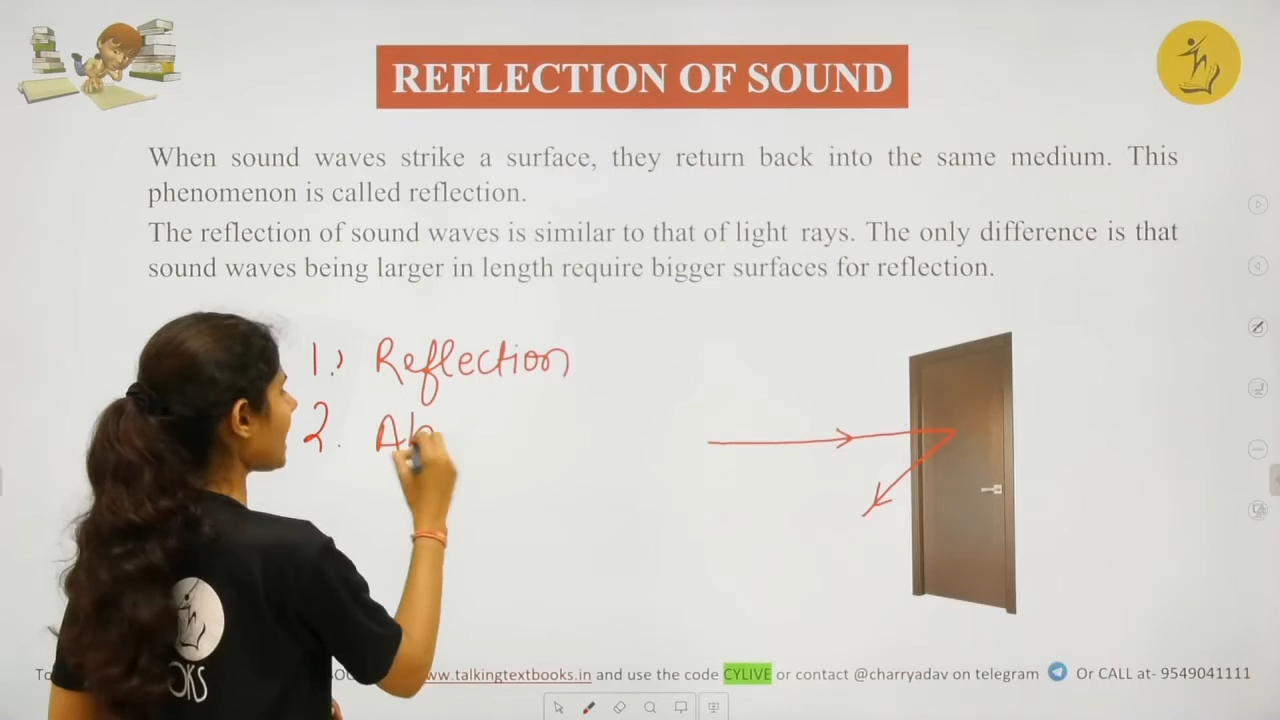 REFLECTION OF SOUND
When sound waves strike a surface, they return back into the same medium. This
phenomenon is called reflection.
The reflection of sound waves is similar to that of light rays. The only difference is that
sound waves being larger in length require bigger surfaces for reflection.
1.) Reflection
2. Ab
OKS
www.talkingtextbooks.in and use the code CYLIVE or contact @charryadav on telegram Or CALL at- 9549041111